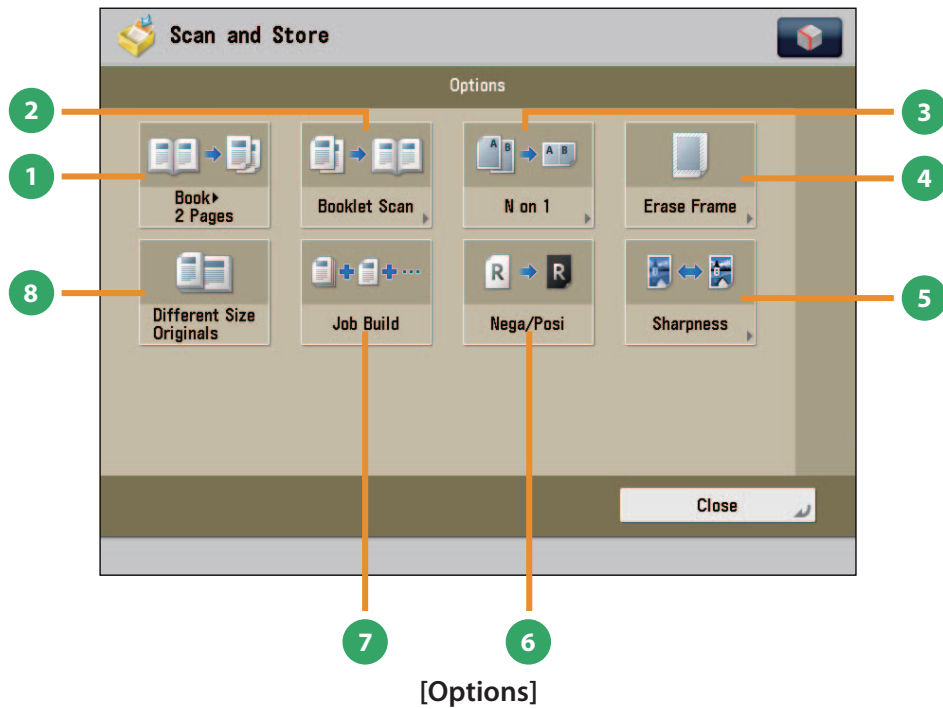 Scan and Store
Options
2
3
1
4
A B
A B
Book▸
2 Pages
Booklet Scan
N on 1
Erase Frame
8
5
R
R
Different Size
Originals
Job Build
Nega/Posi
Sharpness
Close
7
6
[Options]